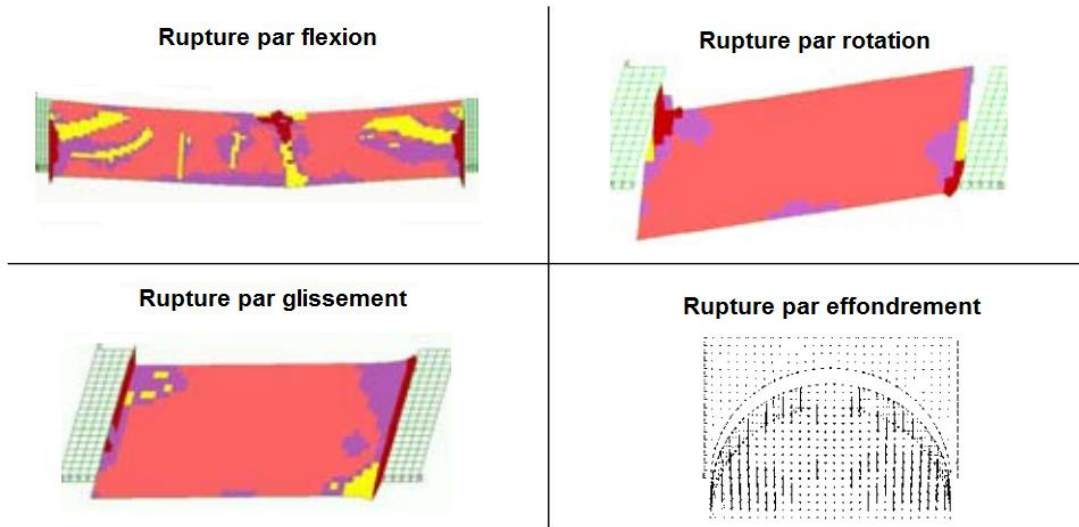 Rupture par flexion
Rupture par rotation
Rupture par glissement
Rupture par effondrement